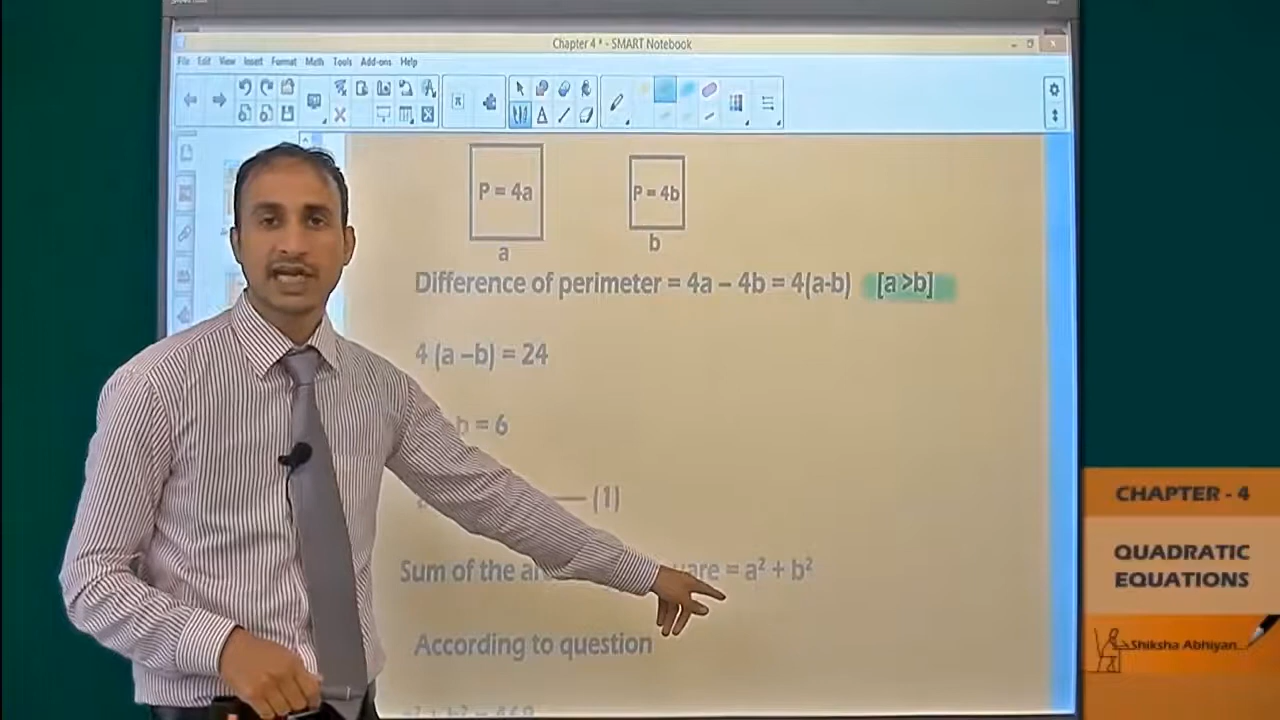 Chapter 4 * - SMART Notebook
File Edit View Insert Format Math Tools Add-ons Help
P = 4a
P = 4b
a
b
Difference of perimeter = 4a – 4b = 4(a-b) [a >b]
4 (a –b) = 24
b = 6
(1)
Sum of the are = a² + b²
According to question
CHAPTER - 4
QUADRATIC
EQUATIONS
Shiksha Abhiyan